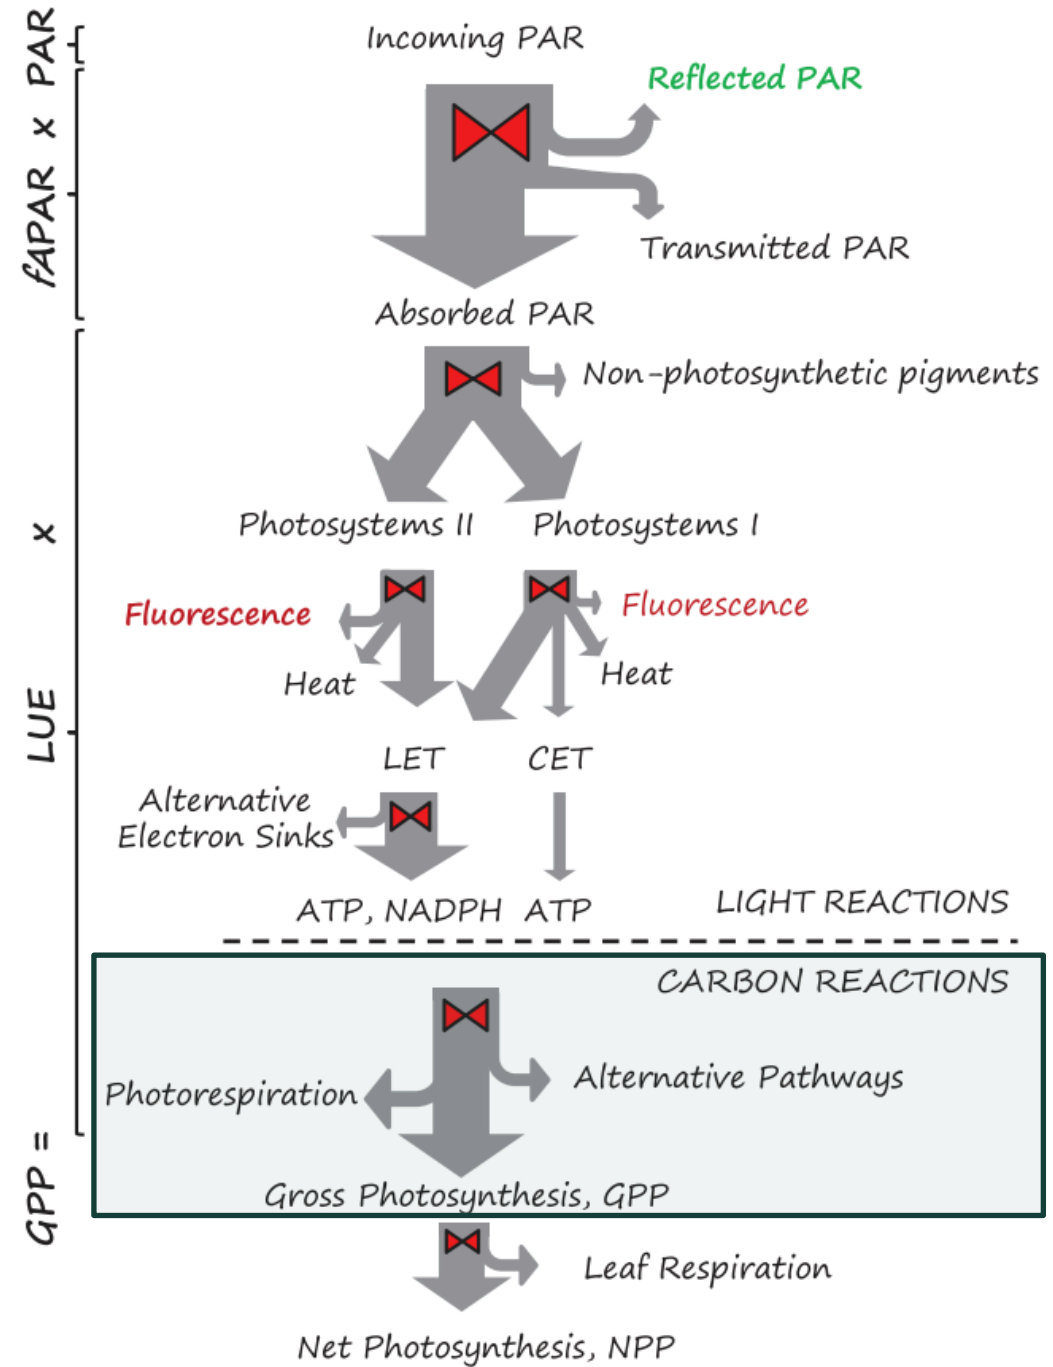 Incoming PAR
Reflected PAR
Transmitted PAR
Absorbed PAR
Non-photosynthetic pigments
Photosystems II
Photosystems I
Fluorescence
Fluorescence
Heat
Heat
LET
CET
Alternative
Electron Sinks
ATP, NADPH
ATP
LIGHT REACTIONS
CARBON REACTIONS
Photorespiration
Alternative Pathways
Gross Photosynthesis, GPP
Leaf Respiration
Net Photosynthesis, NPP
GPP = LUE x fAPAR x PAR